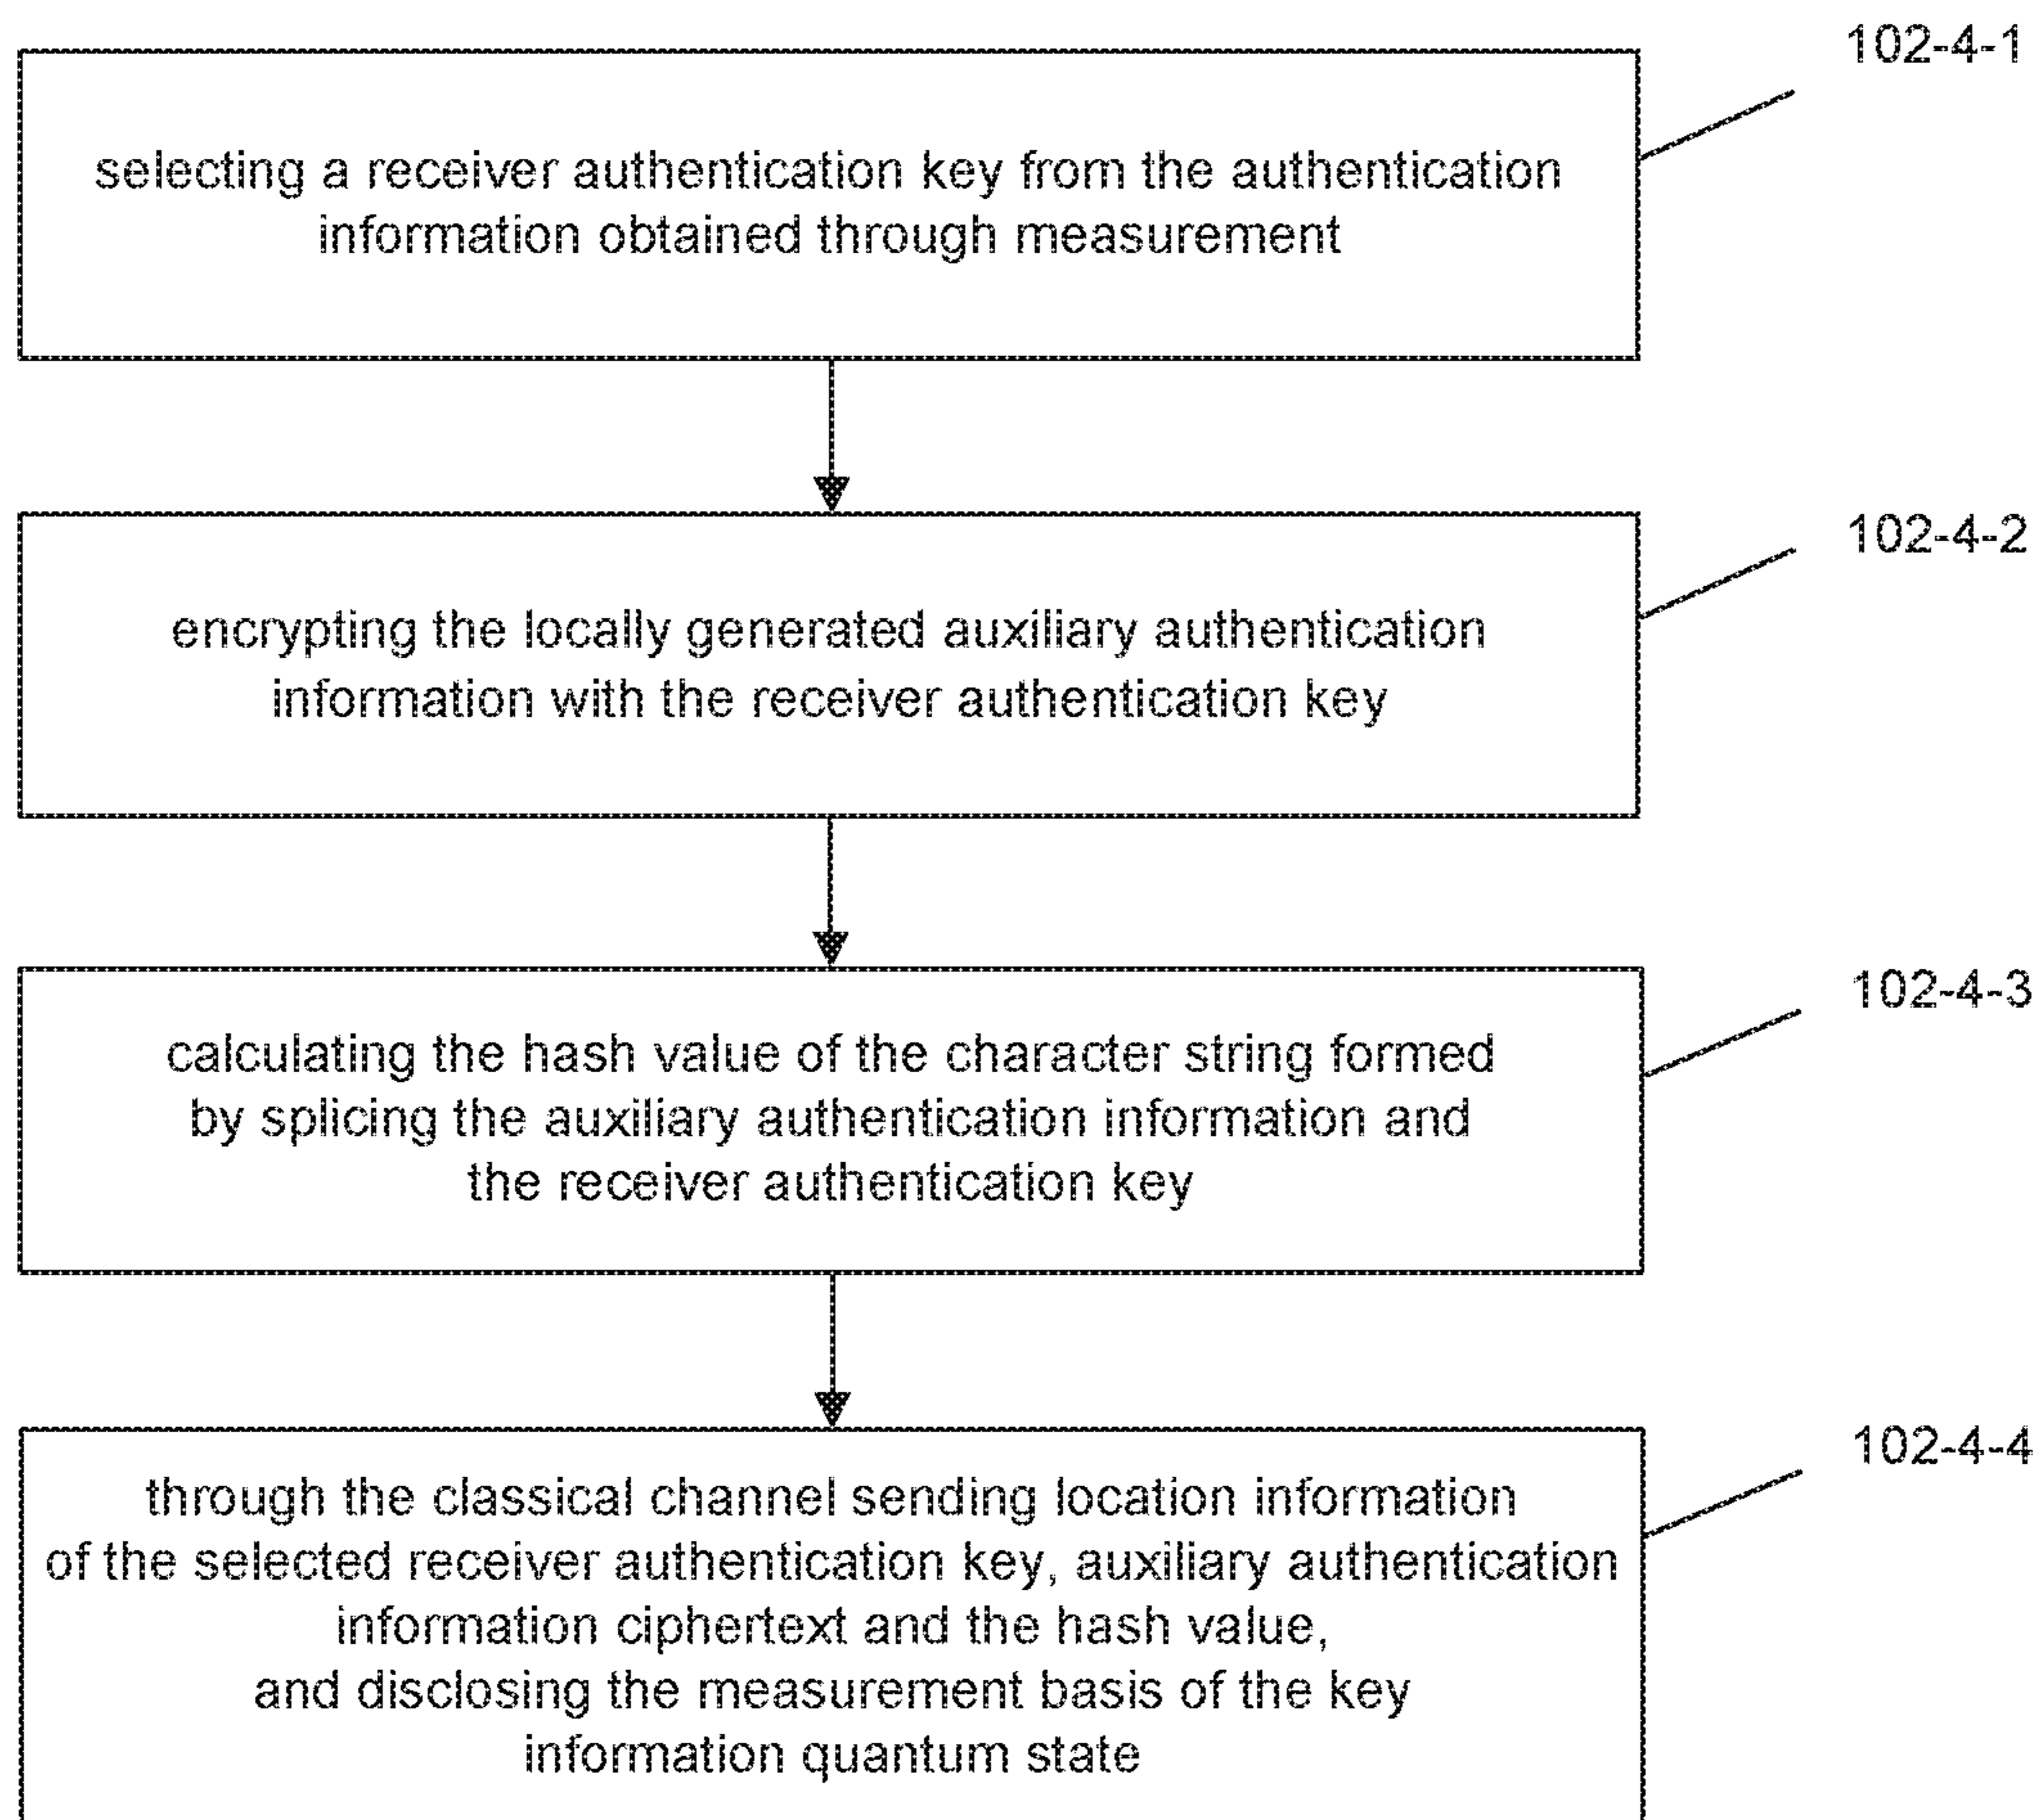 102-4-1
selecting a receiver authentication key from the authentication
information obtained through measurement
102-4-2
encrypting the locally generated auxiliary authentication
information with the receiver authentication key
102-4-3
calculating the hash value of the character string formed
by splicing the auxiliary authentication information and
the receiver authentication key
102-4-4
through the classical channel sending location information
of the selected receiver authentication key, auxiliary authentication
information ciphertext and the hash value,
and disclosing the measurement basis of the key
information quantum state